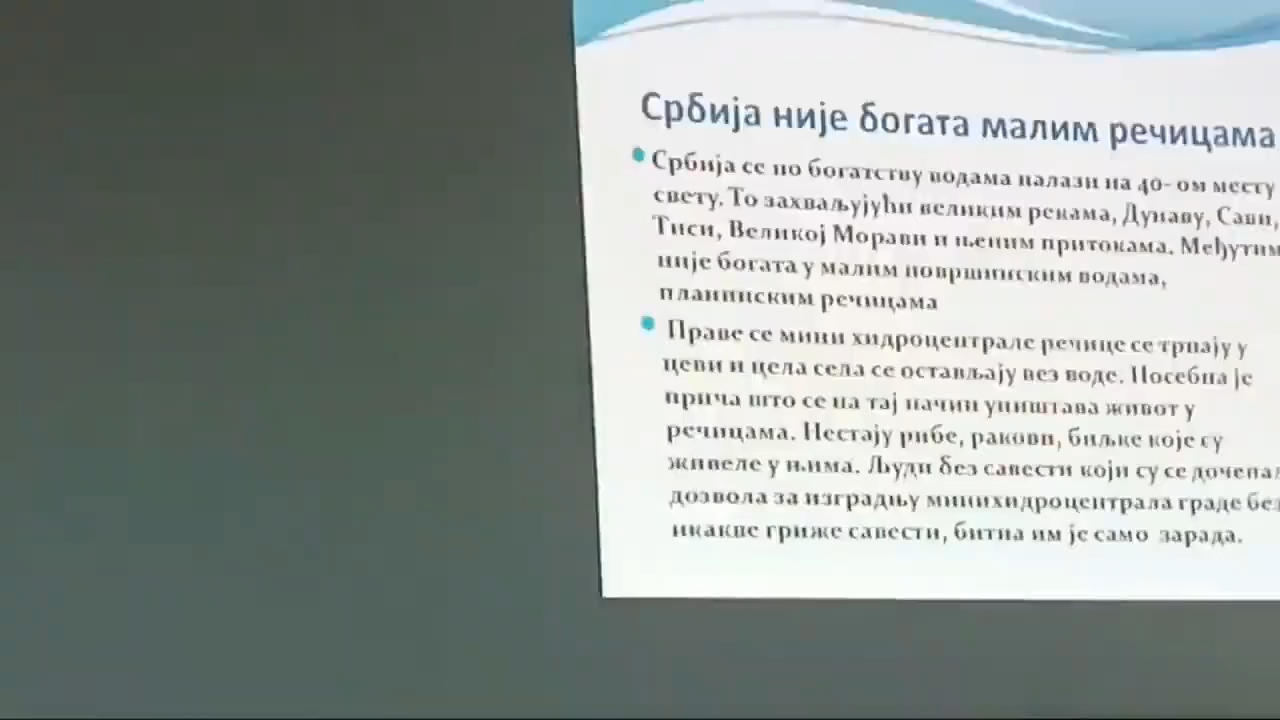 Србија није богата малим речицама
Србија се по богатству водама налази на 40- ом месту
свету. То захваљујући великим рекама, Дунаву, Сави,
Тиси, Великој Морави и њеним притокама. Међутим
није богата у малим површинским водама,
планинским речицама
Праве се мини хидроцентрале речице се трпају у
цеви и цела села се остављају вез воде. Посебна је
прича што се на тај начин уништава живот у
речицама. Нестају рибе, ракови, биљке које су
живеле у њима. Људи без савести који су се дочепал
дозвола за изградњу минихидроцентрала граде без
икакве гриже савести, битна им је само зарада.